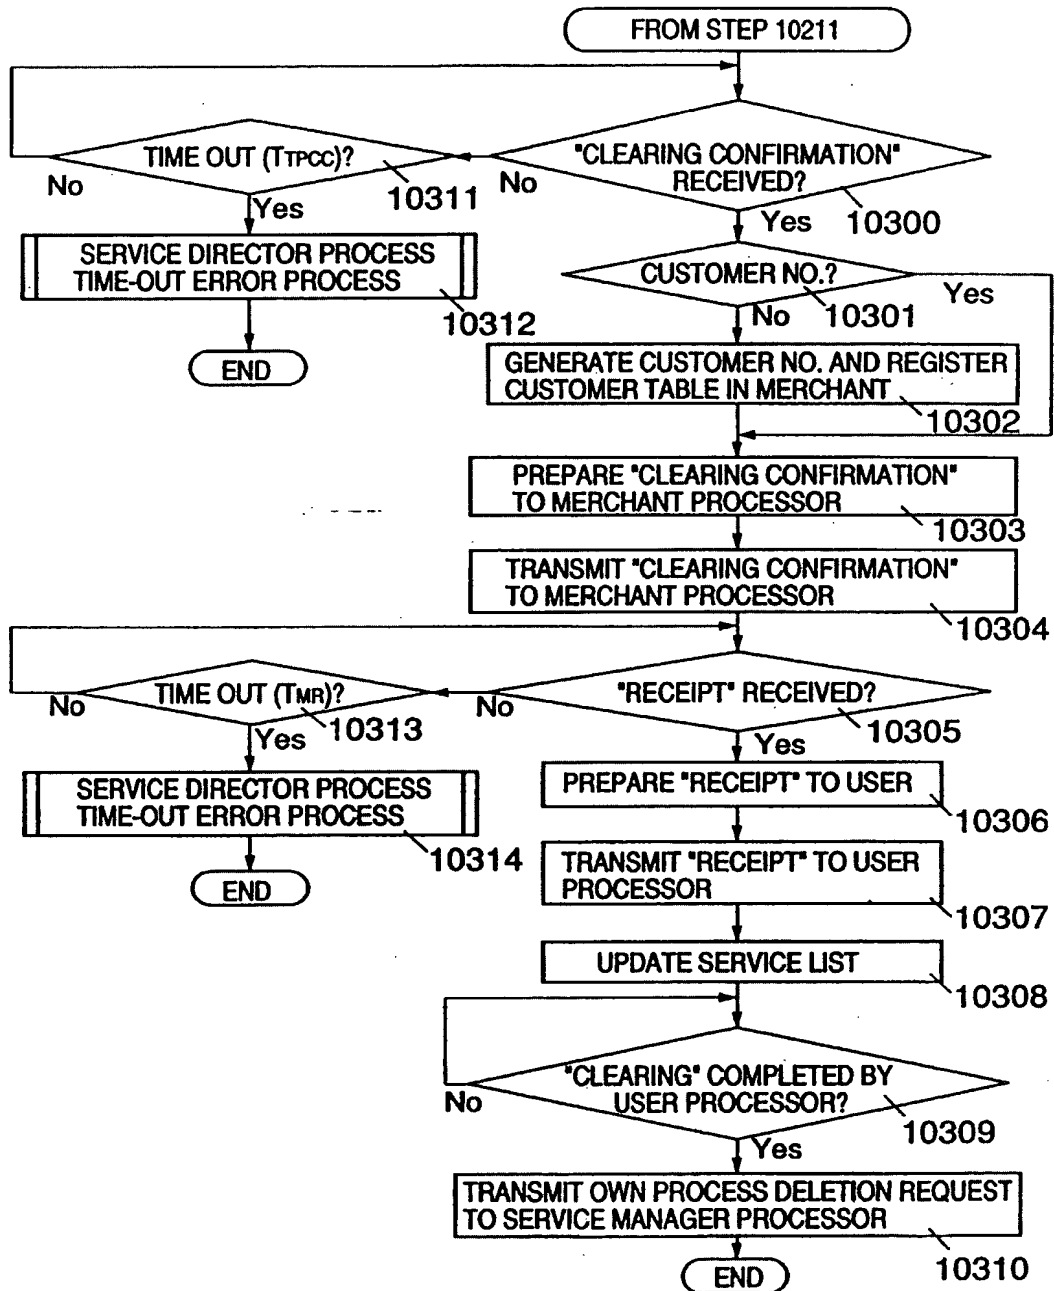 FROM STEP 10211
"CLEARING CONFIRMATION"
RECEIVED?
10300
No
Yes
TIME OUT (TTPCC)?
10311
No
Yes
SERVICE DIRECTOR PROCESS
TIME-OUT ERROR PROCESS
10312
END
CUSTOMER NO.?
10301
Yes
No
GENERATE CUSTOMER NO. AND REGISTER
CUSTOMER TABLE IN MERCHANT
10302
PREPARE "CLEARING CONFIRMATION"
TO MERCHANT PROCESSOR
10303
TRANSMIT "CLEARING CONFIRMATION"
TO MERCHANT PROCESSOR
10304
"RECEIPT" RECEIVED?
10305
No
Yes
TIME OUT (TMR)?
10313
No
Yes
SERVICE DIRECTOR PROCESS
TIME-OUT ERROR PROCESS
10314
END
PREPARE "RECEIPT" TO USER
10306
TRANSMIT "RECEIPT" TO USER
PROCESSOR
10307
UPDATE SERVICE LIST
10308
"CLEARING" COMPLETED BY
USER PROCESSOR?
10309
No
Yes
TRANSMIT OWN PROCESS DELETION REQUEST
TO SERVICE MANAGER PROCESSOR
10310
END